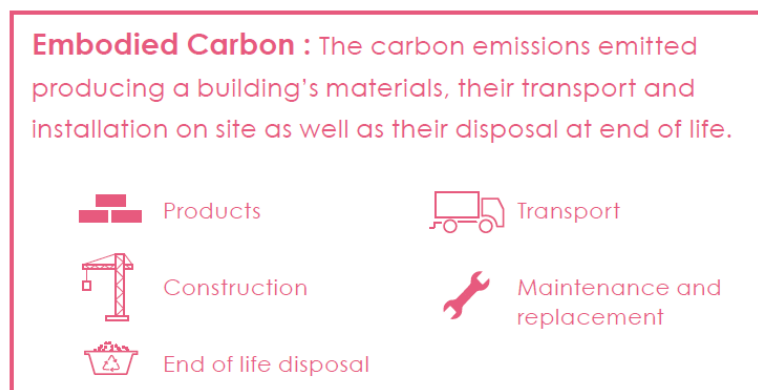 Embodied Carbon : The carbon emissions emitted
producing a building's materials, their transport and
installation on site as well as their disposal at end of life.
Products
Transport
Construction
Maintenance and
replacement
End of life disposal